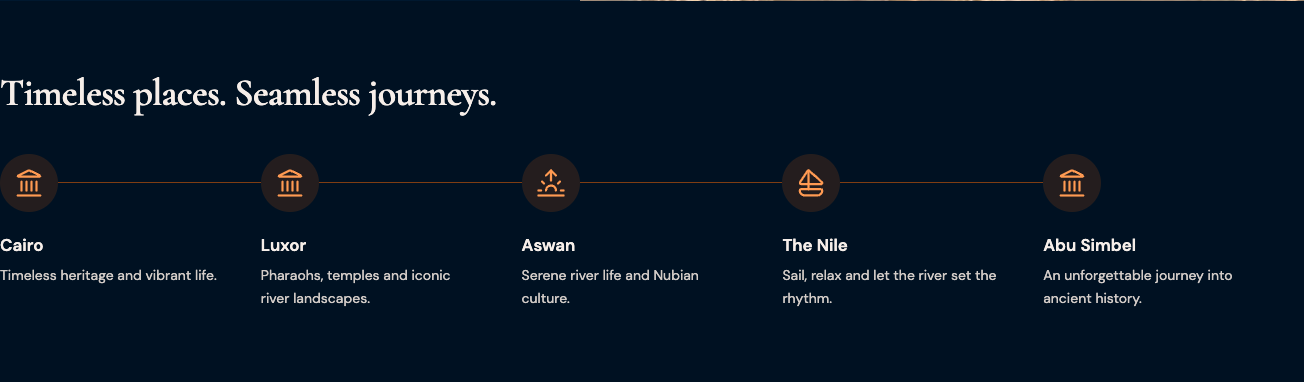 Timeless places. Seamless journeys.
Cairo
Timeless heritage and vibrant life.
Luxor
Pharaohs, temples and iconic
river landscapes.
Aswan
Serene river life and Nubian
culture.
The Nile
Sail, relax and let the river set the
rhythm.
Abu Simbel
An unforgettable journey into
ancient history.